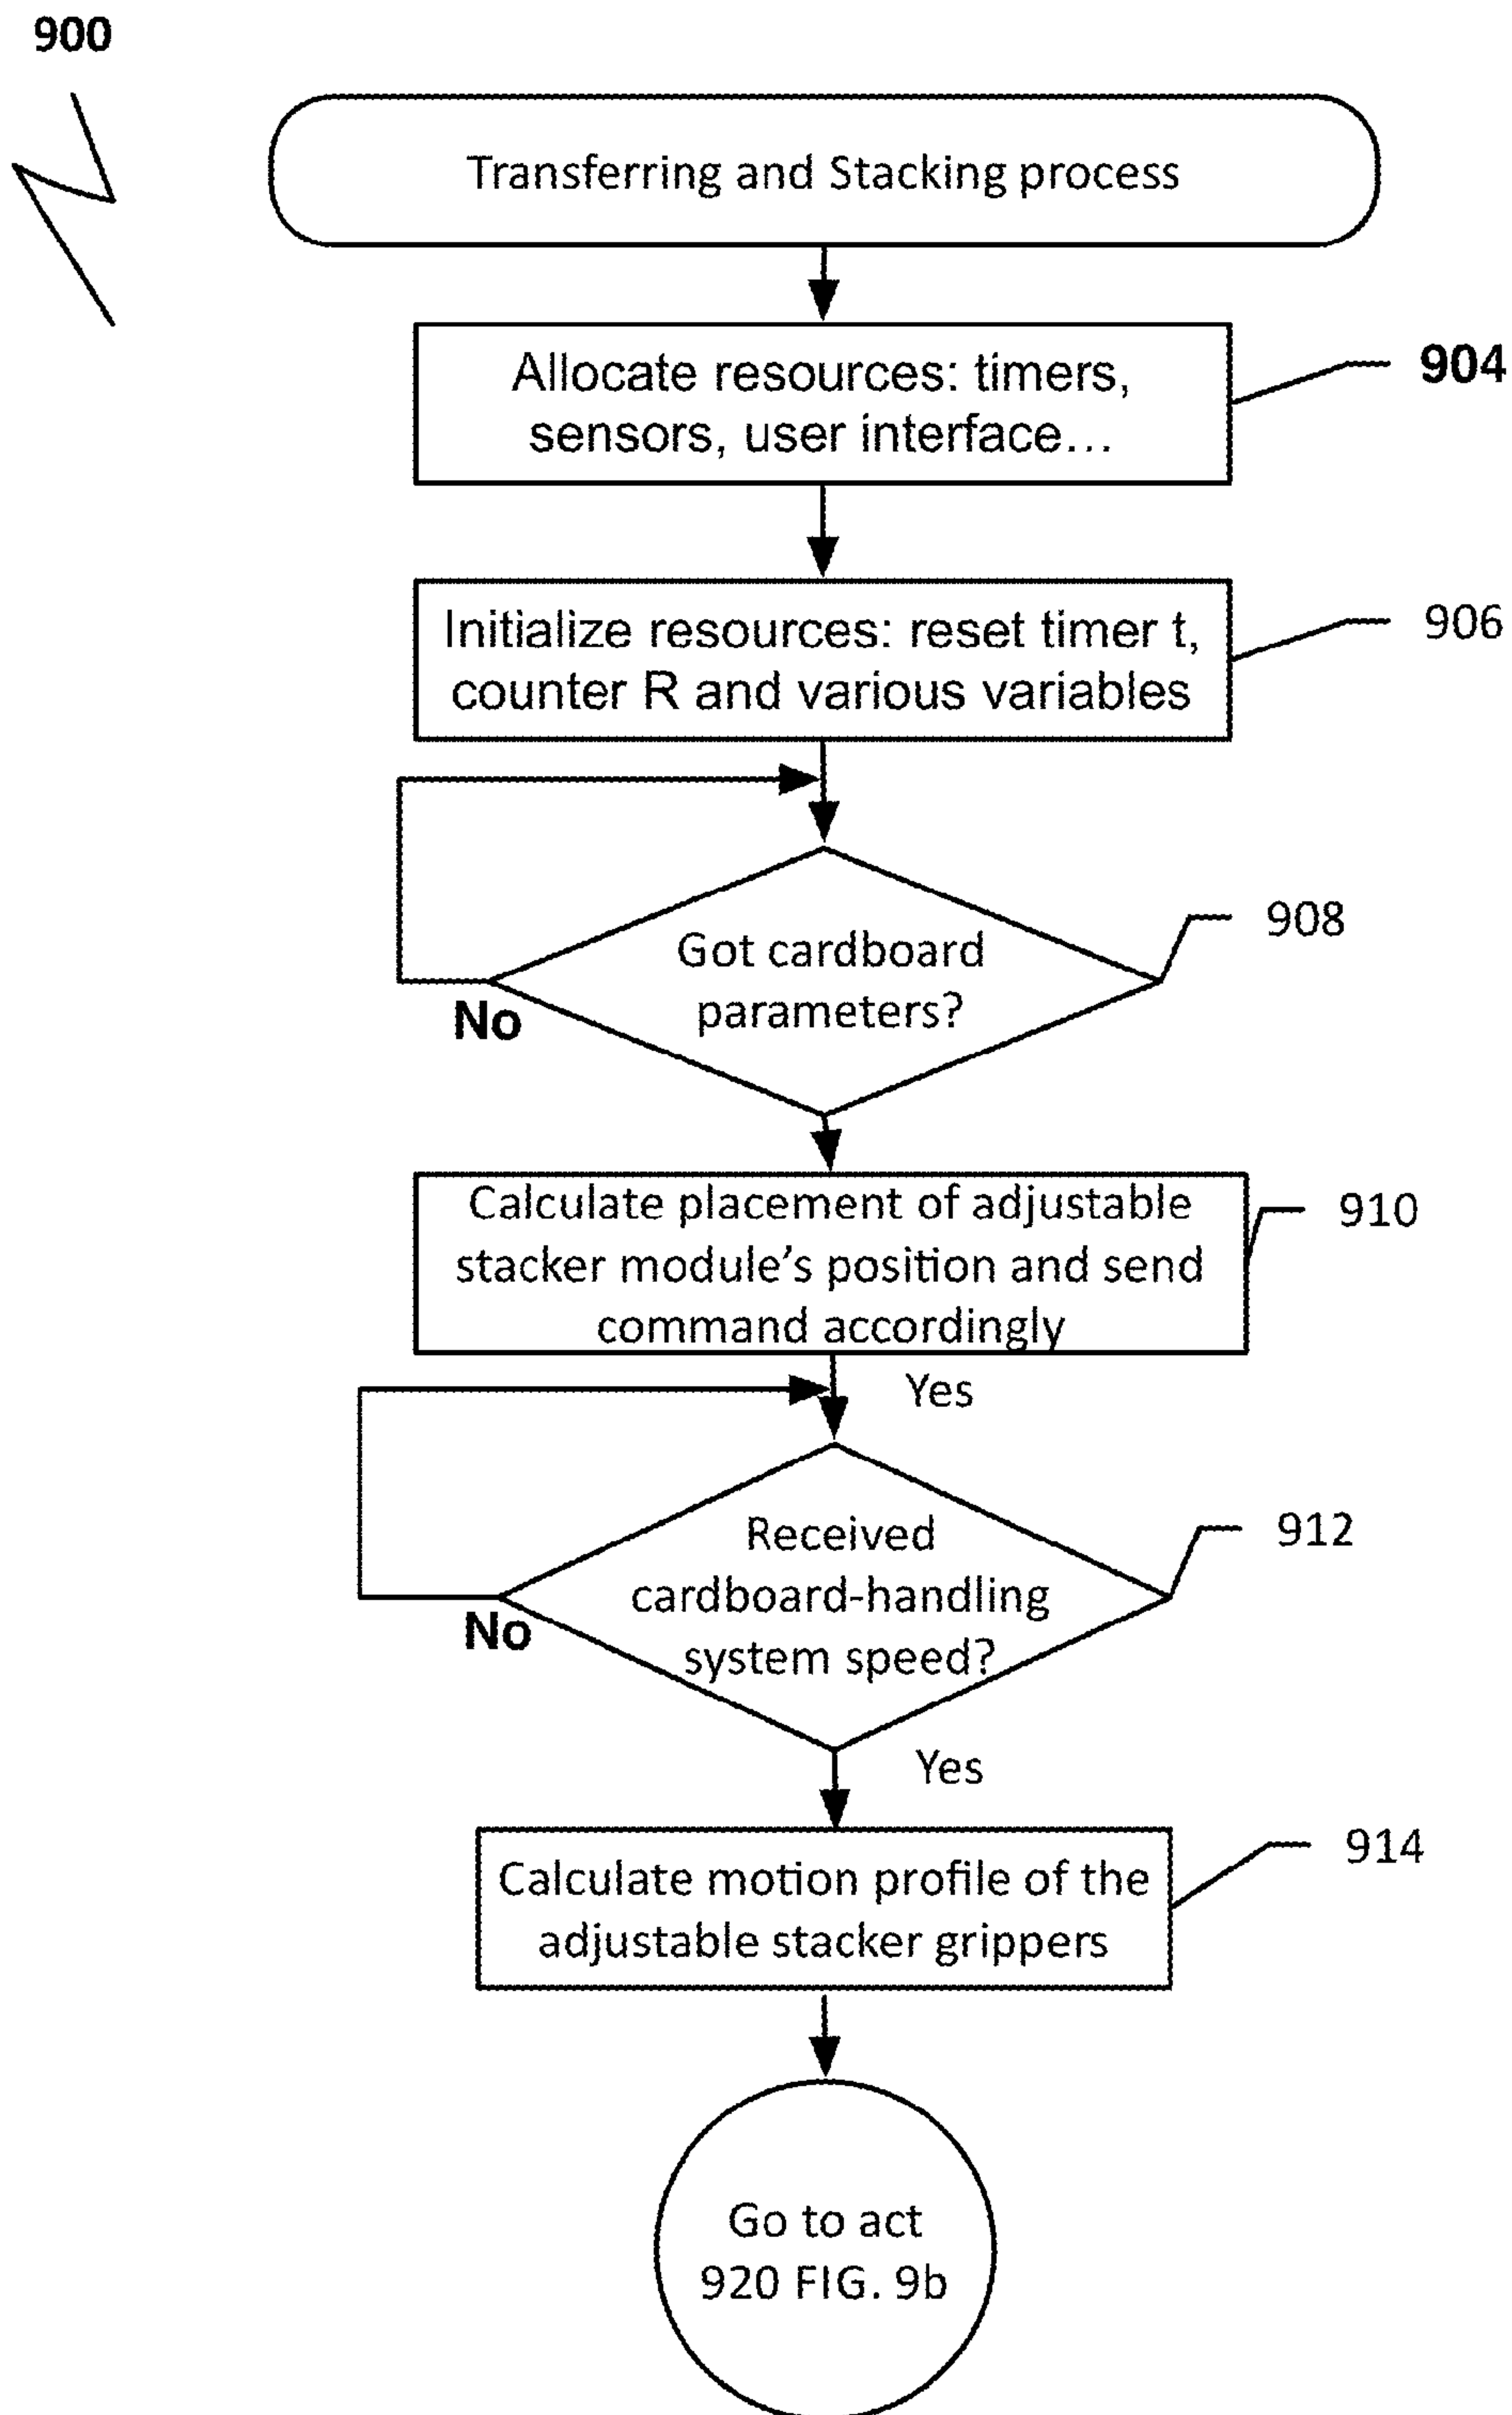 900
Transferring and Stacking process
Allocate resources: timers,
sensors, user interface…
904
Initialize resources: reset timer t,
counter R and various variables
906
Got cardboard
parameters?
908
No
Calculate placement of adjustable
stacker module’s position and send
command accordingly
910
Yes
Received
cardboard-handling
system speed?
912
No
Yes
Calculate motion profile of the
adjustable stacker grippers
914
Go to act
920 FIG. 9b